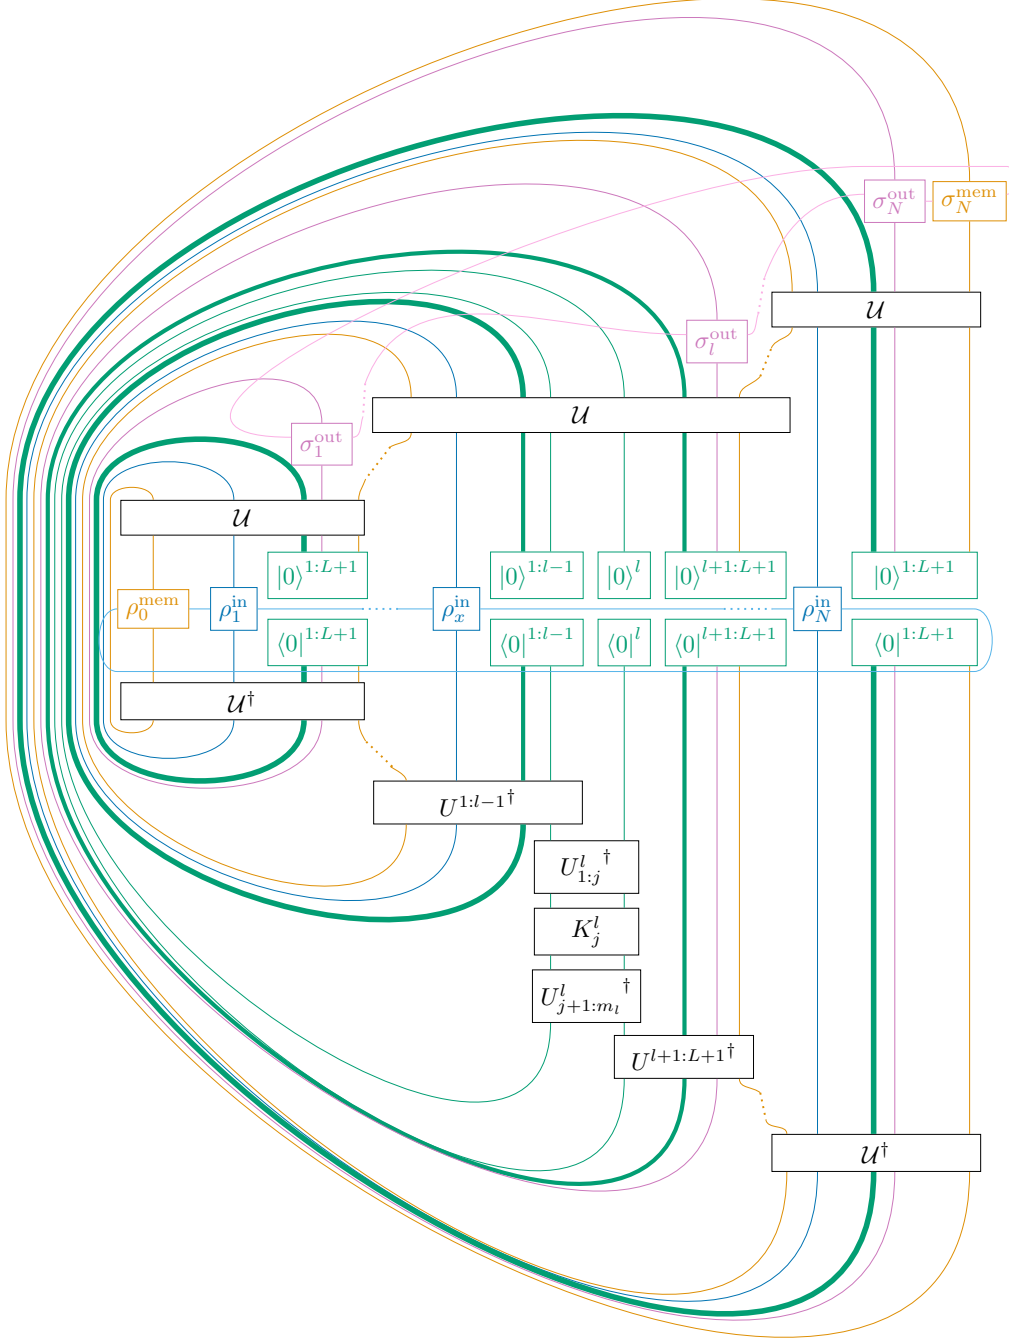 σ_N^out σ_N^mem
𝒰
σ_l^out
𝒰
σ_1^out
𝒰
|0⟩^{1:L+1} |0⟩^{1:l−1} |0⟩^l |0⟩^{l+1:L+1} |0⟩^{1:L+1}
ρ_0^mem ρ_1^in ρ_x^in ρ_N^in
⟨0|^{1:L+1} ⟨0|^{1:l−1} ⟨0|^l ⟨0|^{l+1:L+1} ⟨0|^{1:L+1}
𝒰^†
U^{1:l−1}^†
U_{1:j}^l^†
K_j^l
U_{j+1:m_l}^l^†
U^{l+1:L+1}^†
𝒰^†